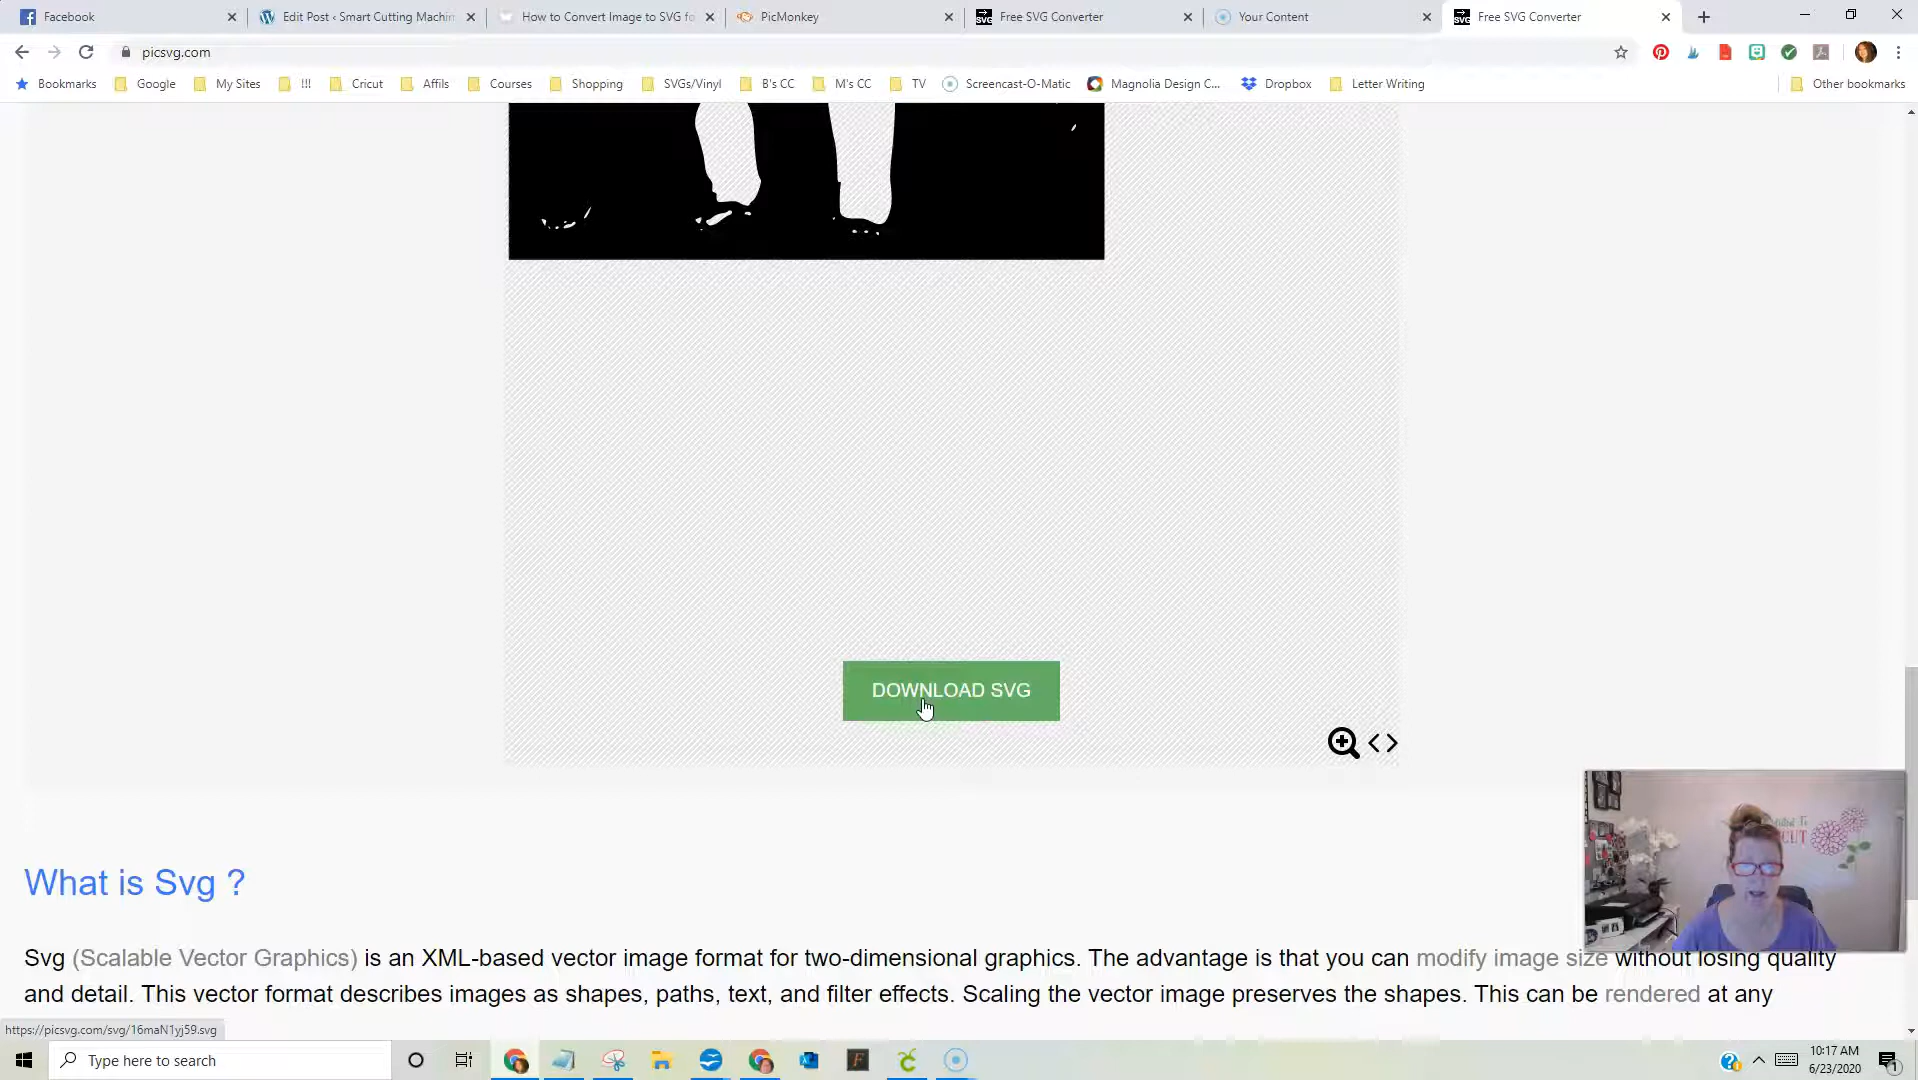 Facebook
Edit Post ‹ Smart Cutting Machin
How to Convert Image to SVG fo
PicMonkey
Free SVG Converter
Your Content
Free SVG Converter
picsvg.com
Bookmarks
Google
My Sites
!!!
Cricut
Affils
Courses
Shopping
SVGs/Vinyl
B's CC
M's CC
TV
Screencast-O-Matic
Magnolia Design C...
Dropbox
Letter Writing
Other bookmarks
DOWNLOAD SVG
What is Svg ?
Svg (Scalable Vector Graphics) is an XML-based vector image format for two-dimensional graphics. The advantage is that you can modify image size without losing quality
and detail. This vector format describes images as shapes, paths, text, and filter effects. Scaling the vector image preserves the shapes. This can be rendered at any
https://picsvg.com/svg/16maN1yj59.svg
Type here to search
10:17 AM
6/23/2020